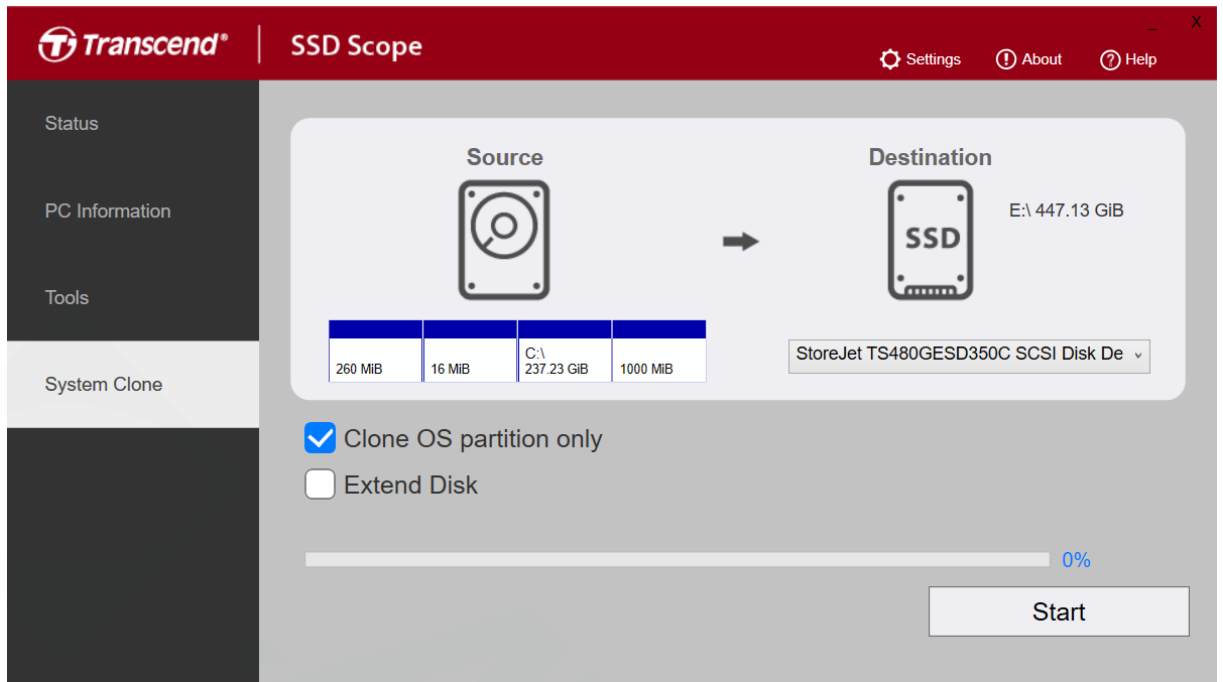 Transcend®
SSD Scope
_ X
Settings
About
Help
Status
PC Information
Tools
System Clone
Source
Destination
SSD
E:\ 447.13 GiB
260 MiB
16 MiB
C:\
237.23 GiB
1000 MiB
StoreJet TS480GESD350C SCSI Disk De
Clone OS partition only
Extend Disk
0%
Start